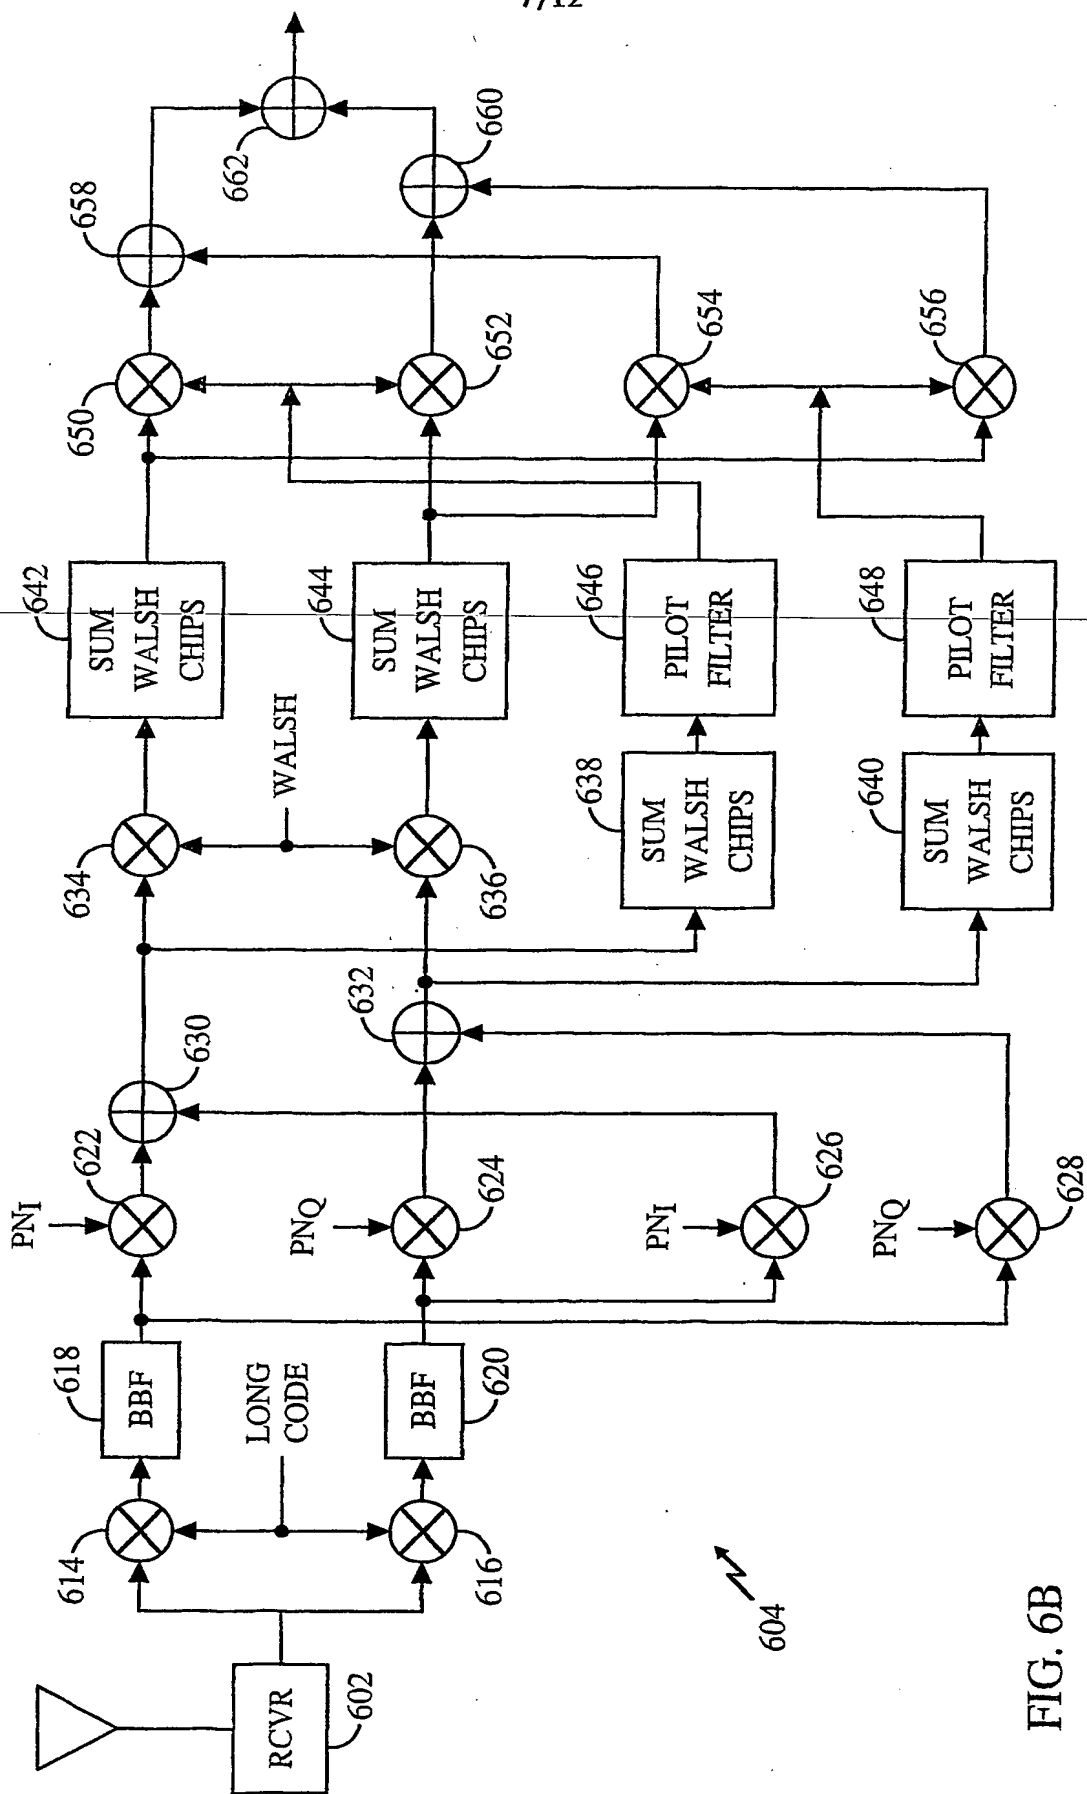 7/12
614
618
BBF
PNI
622
630
634
642
SUM
WALSH
CHIPS
650
658
662
RCVR
602
LONG
CODE
WALSH
616
BBF
620
PNQ
624
632
636
SUM
WALSH
CHIPS
644
652
660
PNI
626
638
SUM
WALSH
CHIPS
646
PILOT
FILTER
654
604
PNQ
628
640
SUM
WALSH
CHIPS
648
PILOT
FILTER
656
FIG. 6B